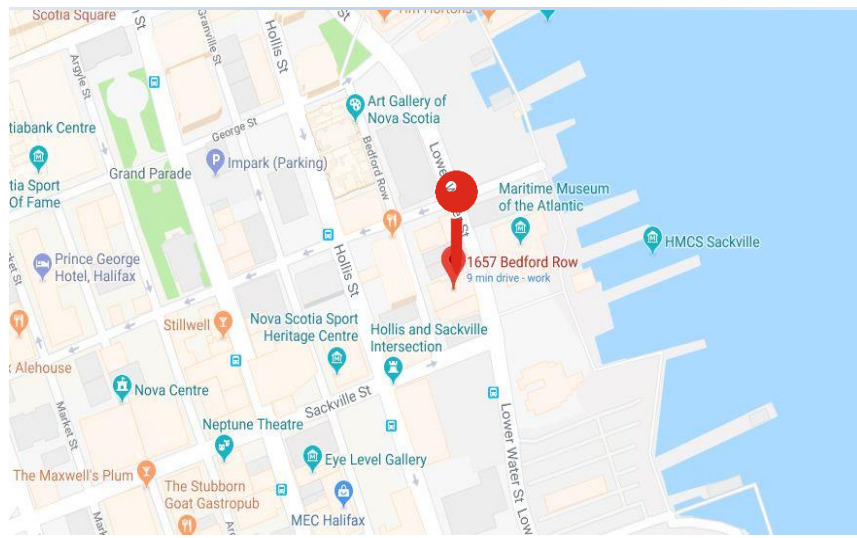 Scotia Square
Tim Hortons
Granville St
Hollis St
Argyle St
Art Gallery of
Nova Scotia
tiabank Centre
George St
Impark (Parking)
Grand Parade
Bedford Row
Maritime Museum
of the Atlantic
tia Sport
Of Fame
HMCS Sackville
Prince George
Hotel, Halifax
Hollis St
1657 Bedford Row
9 min drive - work
Market St
Stillwell
Nova Scotia Sport
Heritage Centre
Hollis and Sackville
Intersection
Alehouse
Nova Centre
Sackville St
Market St
Neptune Theatre
Lower Water St
Eye Level Gallery
The Maxwell's Plum
The Stubborn
Goat Gastropub
MEC Halifax
Low